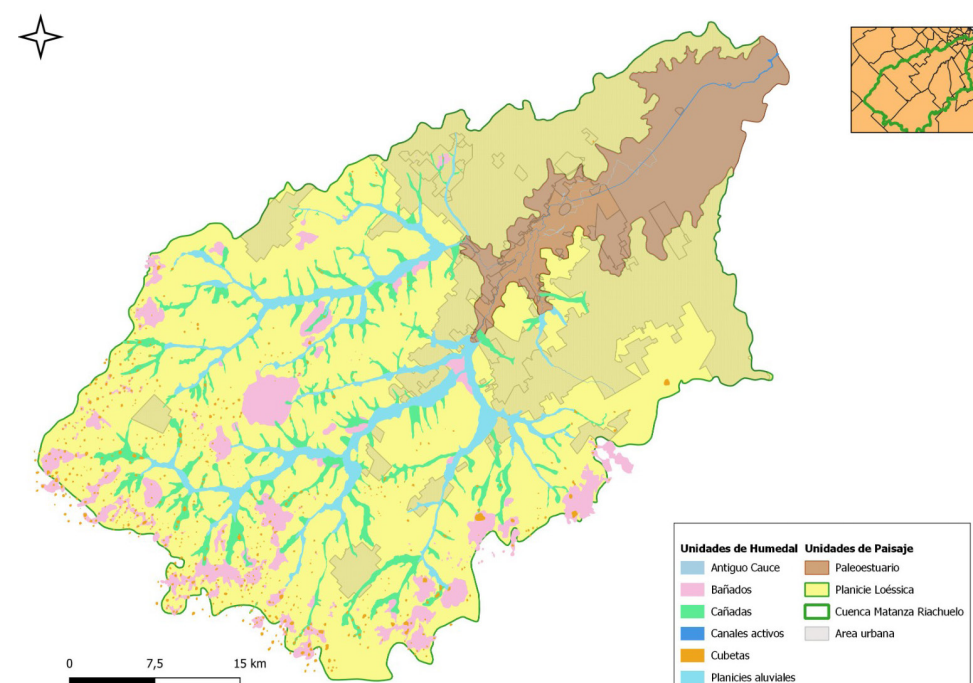 Unidades de Humedal
Antiguo Cauce
Bañados
Cañadas
Canales activos
Cubetas
Planicies aluviales
Unidades de Paisaje
Paleoestuario
Planicie Loéssica
Cuenca Matanza Riachuelo
Area urbana
0 7,5 15 km